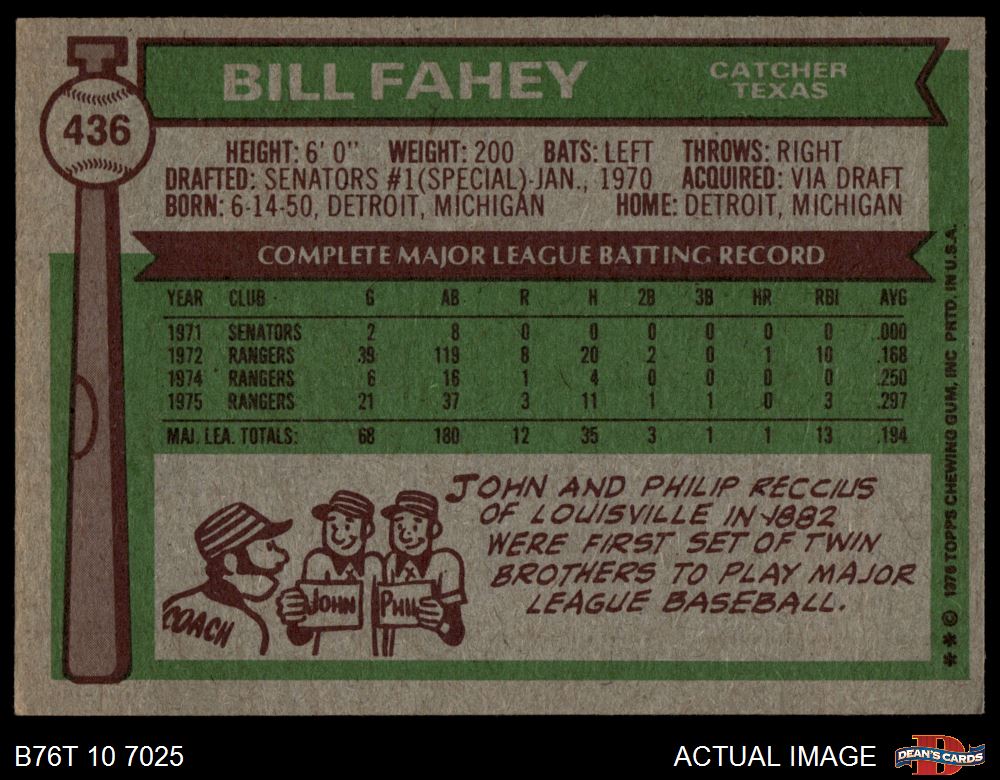 BILL FAHEY
CATCHER
TEXAS
436
HEIGHT: 6' 0" WEIGHT: 200 BATS: LEFT THROWS: RIGHT
DRAFTED: SENATORS #1(SPECIAL)-JAN., 1970 ACQUIRED: VIA DRAFT
BORN: 6-14-50, DETROIT, MICHIGAN HOME: DETROIT, MICHIGAN
COMPLETE MAJOR LEAGUE BATTING RECORD
YEAR CLUB G AB R H 2B 3B HR RBI AVG
1971 SENATORS 2 8 0 0 0 0 0 0 .000
1972 RANGERS 39 119 8 20 2 0 1 10 .168
1974 RANGERS 6 16 1 4 0 0 0 0 .250
1975 RANGERS 21 37 3 11 1 1 0 3 .297
MAJ. LEA. TOTALS: 68 180 12 35 3 1 1 13 .194
JOHN AND PHILIP RECCIUS
OF LOUISVILLE IN 1882
WERE FIRST SET OF TWIN
BROTHERS TO PLAY MAJOR
LEAGUE BASEBALL.
COACH
JOHN
PHIL
** © 1976 TOPPS CHEWING GUM, INC PRTD. IN U.S.A.
B76T 10 7025
ACTUAL IMAGE
DEAN'S CARDS